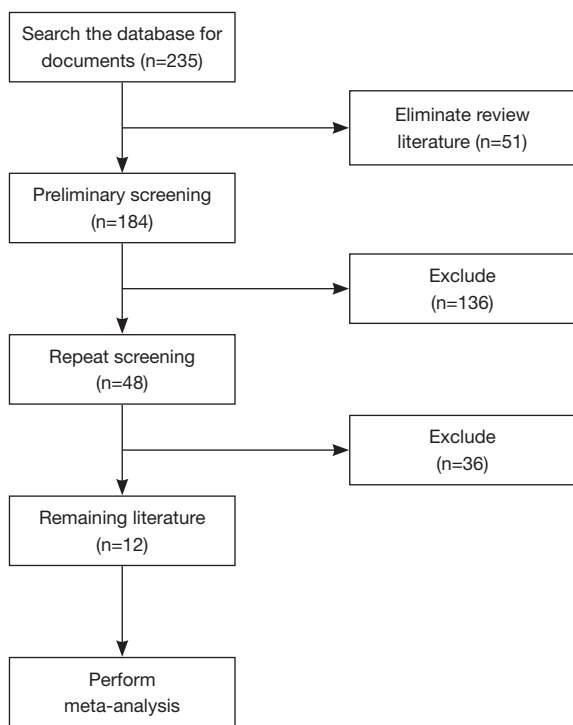 Search the database for
documents (n=235)
Eliminate review
literature (n=51)
Preliminary screening
(n=184)
Exclude
(n=136)
Repeat screening
(n=48)
Exclude
(n=36)
Remaining literature
(n=12)
Perform
meta-analysis